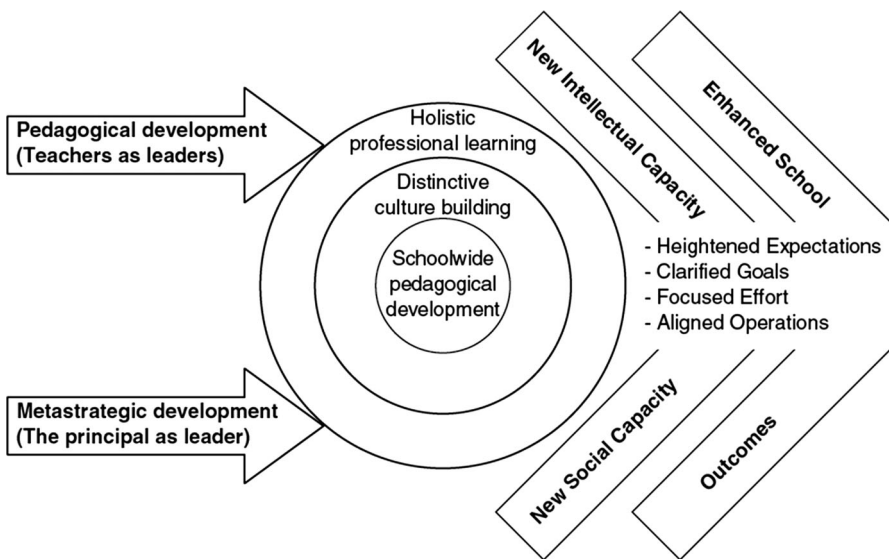 Pedagogical development
(Teachers as leaders)
Metastrategic development
(The principal as leader)
Holistic
professional learning
Distinctive
culture building
Schoolwide
pedagogical
development
New Intellectual Capacity
New Social Capacity
Enhanced School
- Heightened Expectations
- Clarified Goals
- Focused Effort
- Aligned Operations
Outcomes